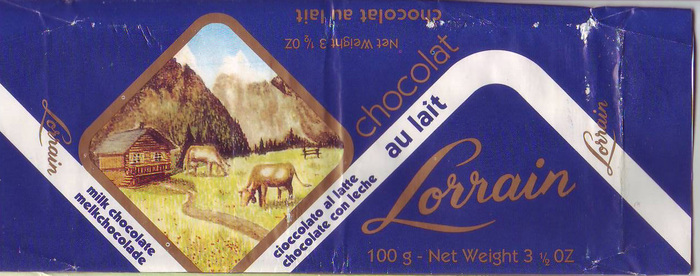 chocolat au lait
Net Weight 3 ½ OZ
Lorrain
milk chocolate
melkchocolade
cioccolato al latte
chocolate con leche
chocolat
au lait
Lorrain
100 g - Net Weight 3 ½ OZ
Lorrain